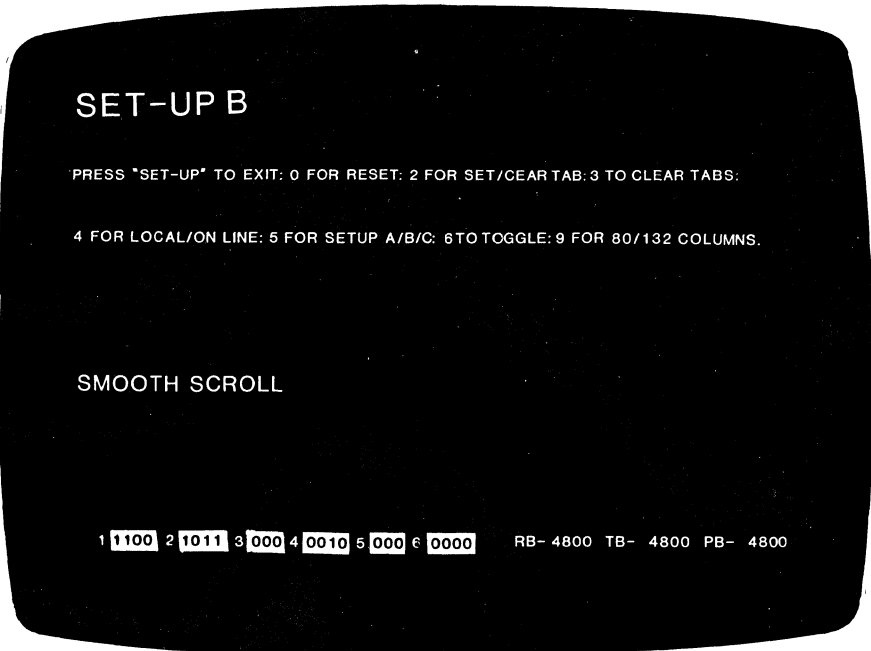 SET-UP B
PRESS "SET-UP" TO EXIT: 0 FOR RESET: 2 FOR SET/CEAR TAB: 3 TO CLEAR TABS:
4 FOR LOCAL/ON LINE: 5 FOR SETUP A/B/C: 6 TO TOGGLE: 9 FOR 80/132 COLUMNS.
SMOOTH SCROLL
1 1100 2 1011 3 000 4 0010 5 000 6 0000 RB- 4800 TB- 4800 PB- 4800